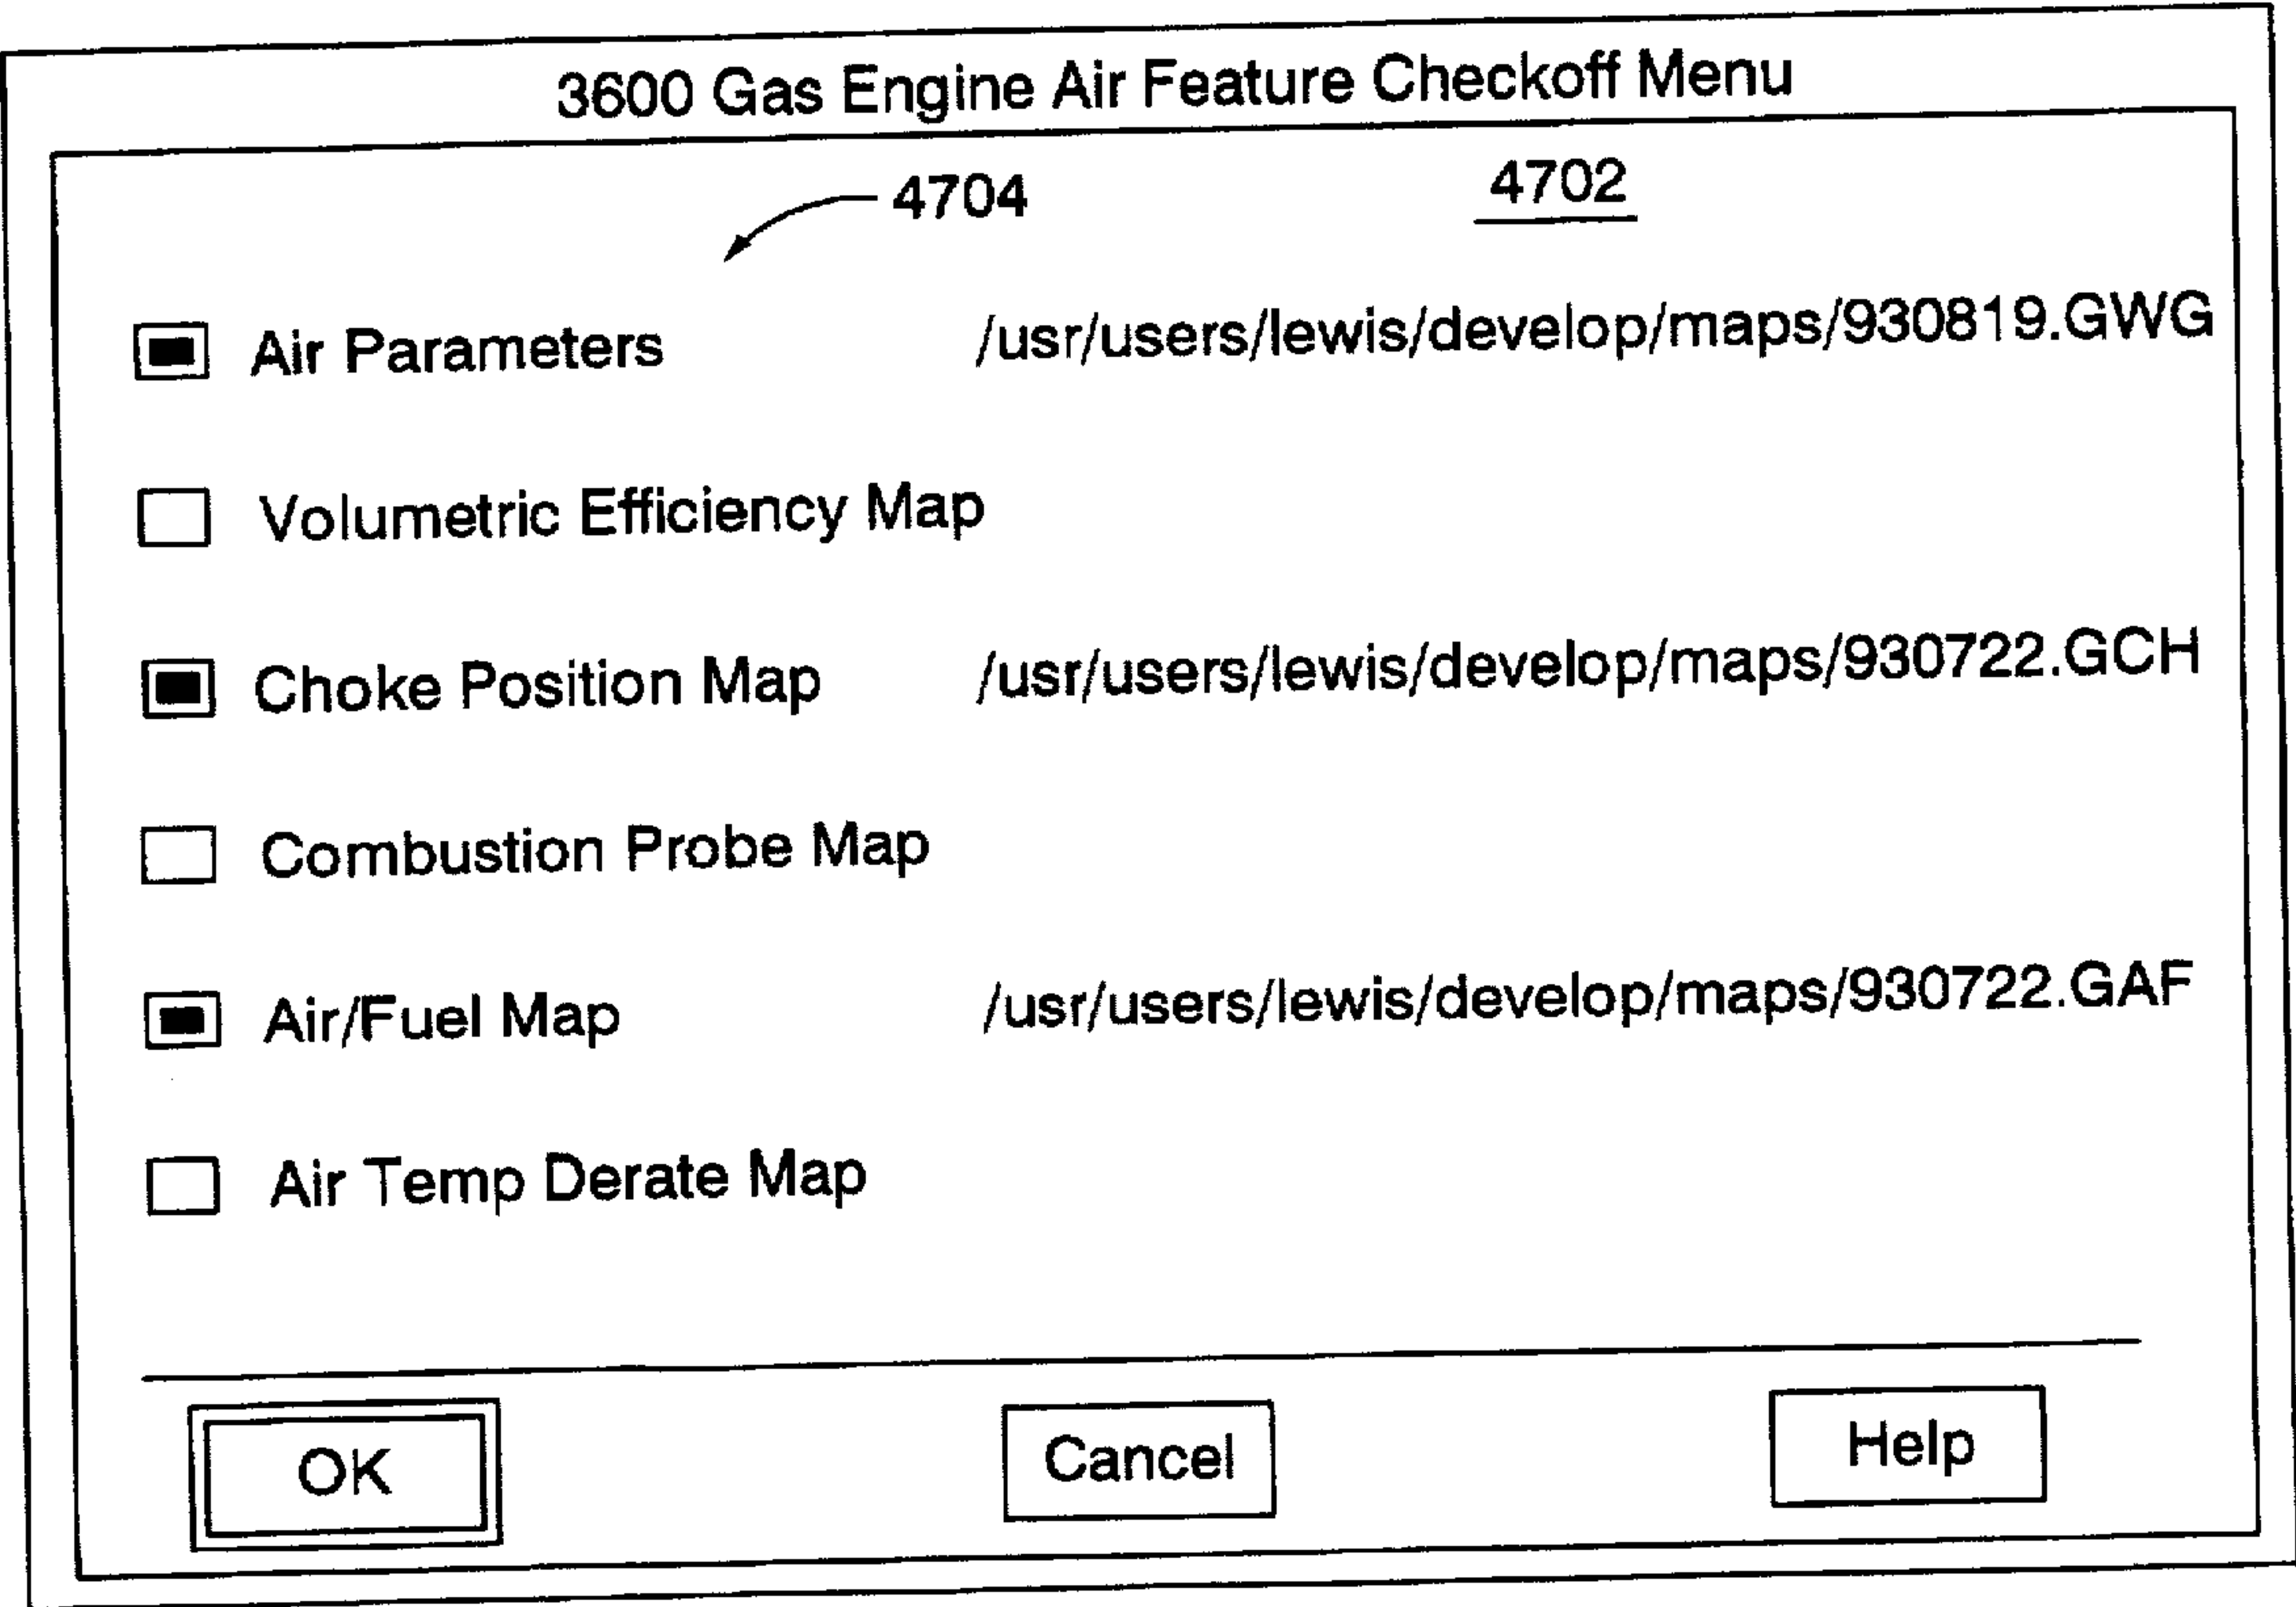 3600 Gas Engine Air Feature Checkoff Menu
4704 4702
Air Parameters /usr/users/lewis/develop/maps/930819.GWG
Volumetric Efficiency Map
Choke Position Map /usr/users/lewis/develop/maps/930722.GCH
Combustion Probe Map
Air/Fuel Map /usr/users/lewis/develop/maps/930722.GAF
Air Temp Derate Map
OK Cancel Help